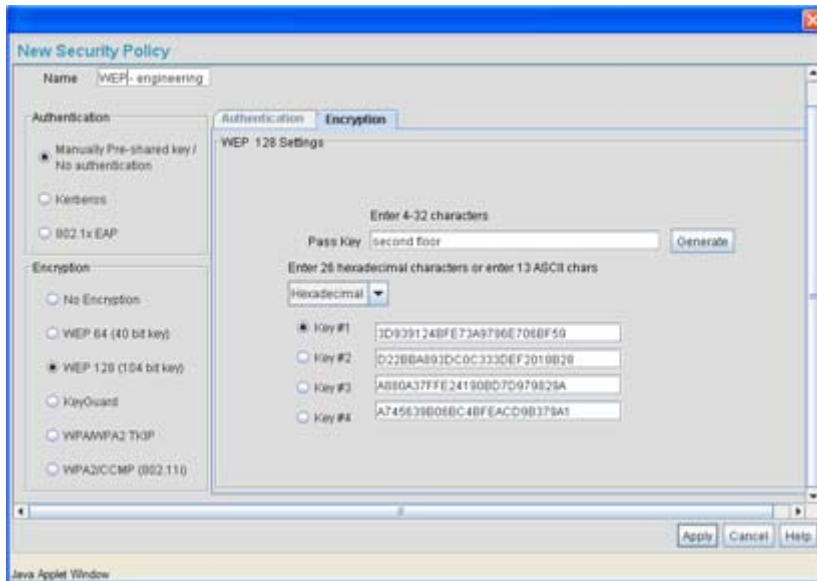 New Security Policy
Name WEP - engineering
Authentication
Manually Pre-shared key /
No authentication
Kerberos
802.1x EAP
Encryption
No Encryption
WEP 64 (40 bit key)
WEP 128 (104 bit key)
KeyGuard
WPA/WPA2 TKIP
WPA2/CCMP (802.11i)
Authentication Encryption
WEP 128 Settings
Enter 4-32 characters
Pass Key second floor Generate
Enter 26 hexadecimal characters or enter 13 ASCII chars
Hexadecimal
Key #1
Key #2
Key #3
Key #4
Apply Cancel Help
Java Applet Window